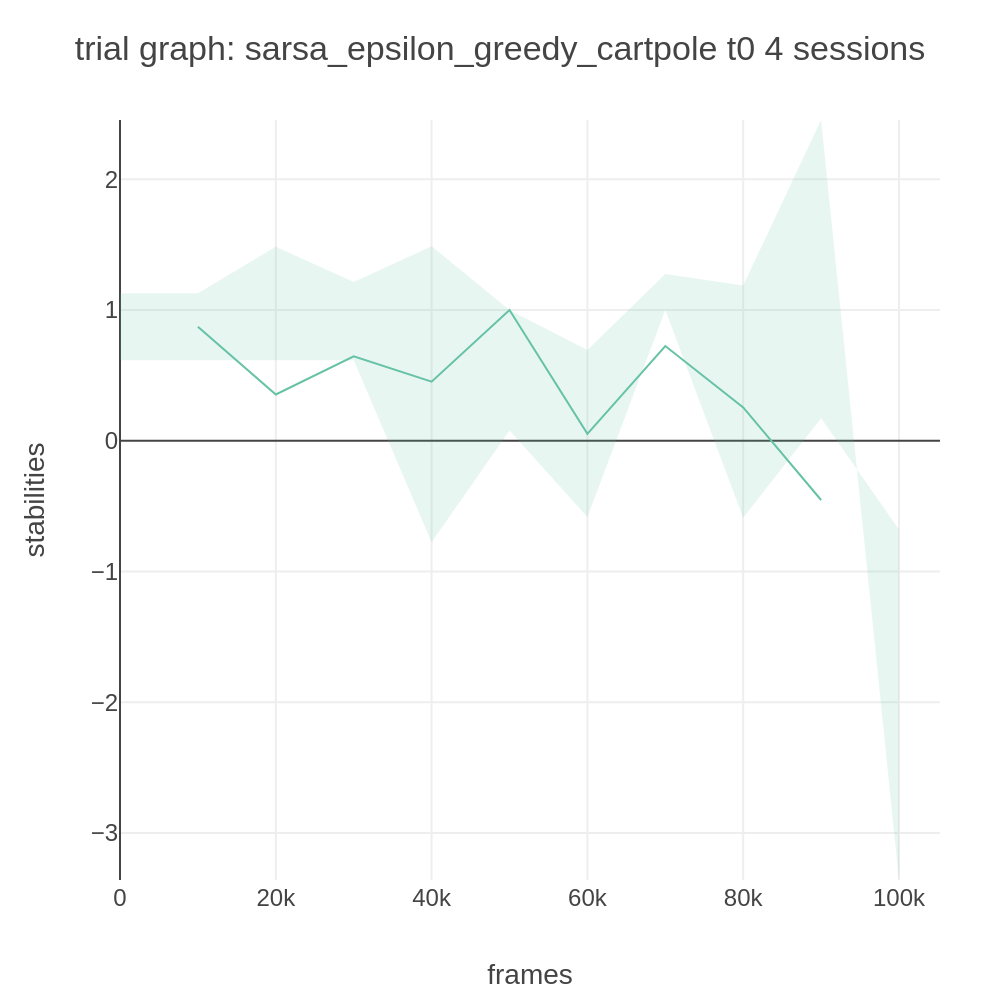 trial graph: sarsa_epsilon_greedy_cartpole t0 4 sessions
2
1
0
−1
−2
−3
stabilities
0 20k 40k 60k 80k 100k
frames